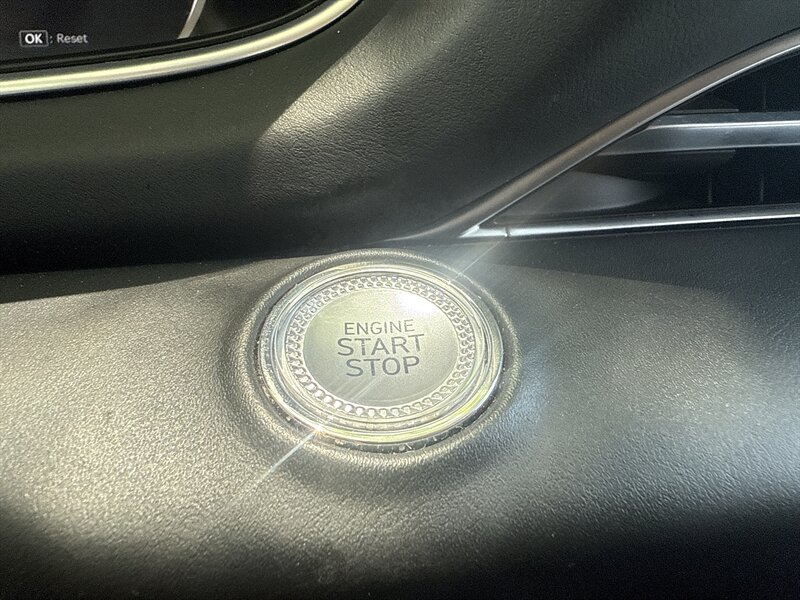 OK : Reset
ENGINE
START
STOP